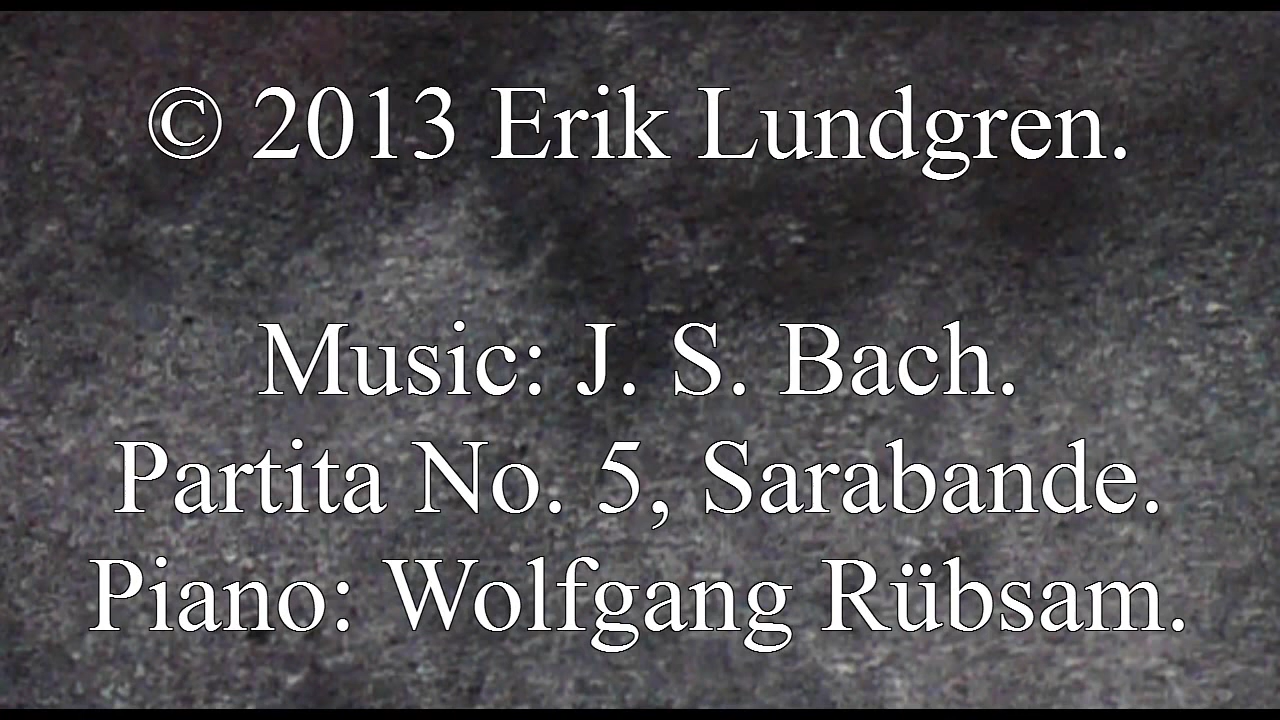 © 2013 Erik Lundgren.
Music: J. S. Bach.
Partita No. 5, Sarabande.
Piano: Wolfgang Rübsam.